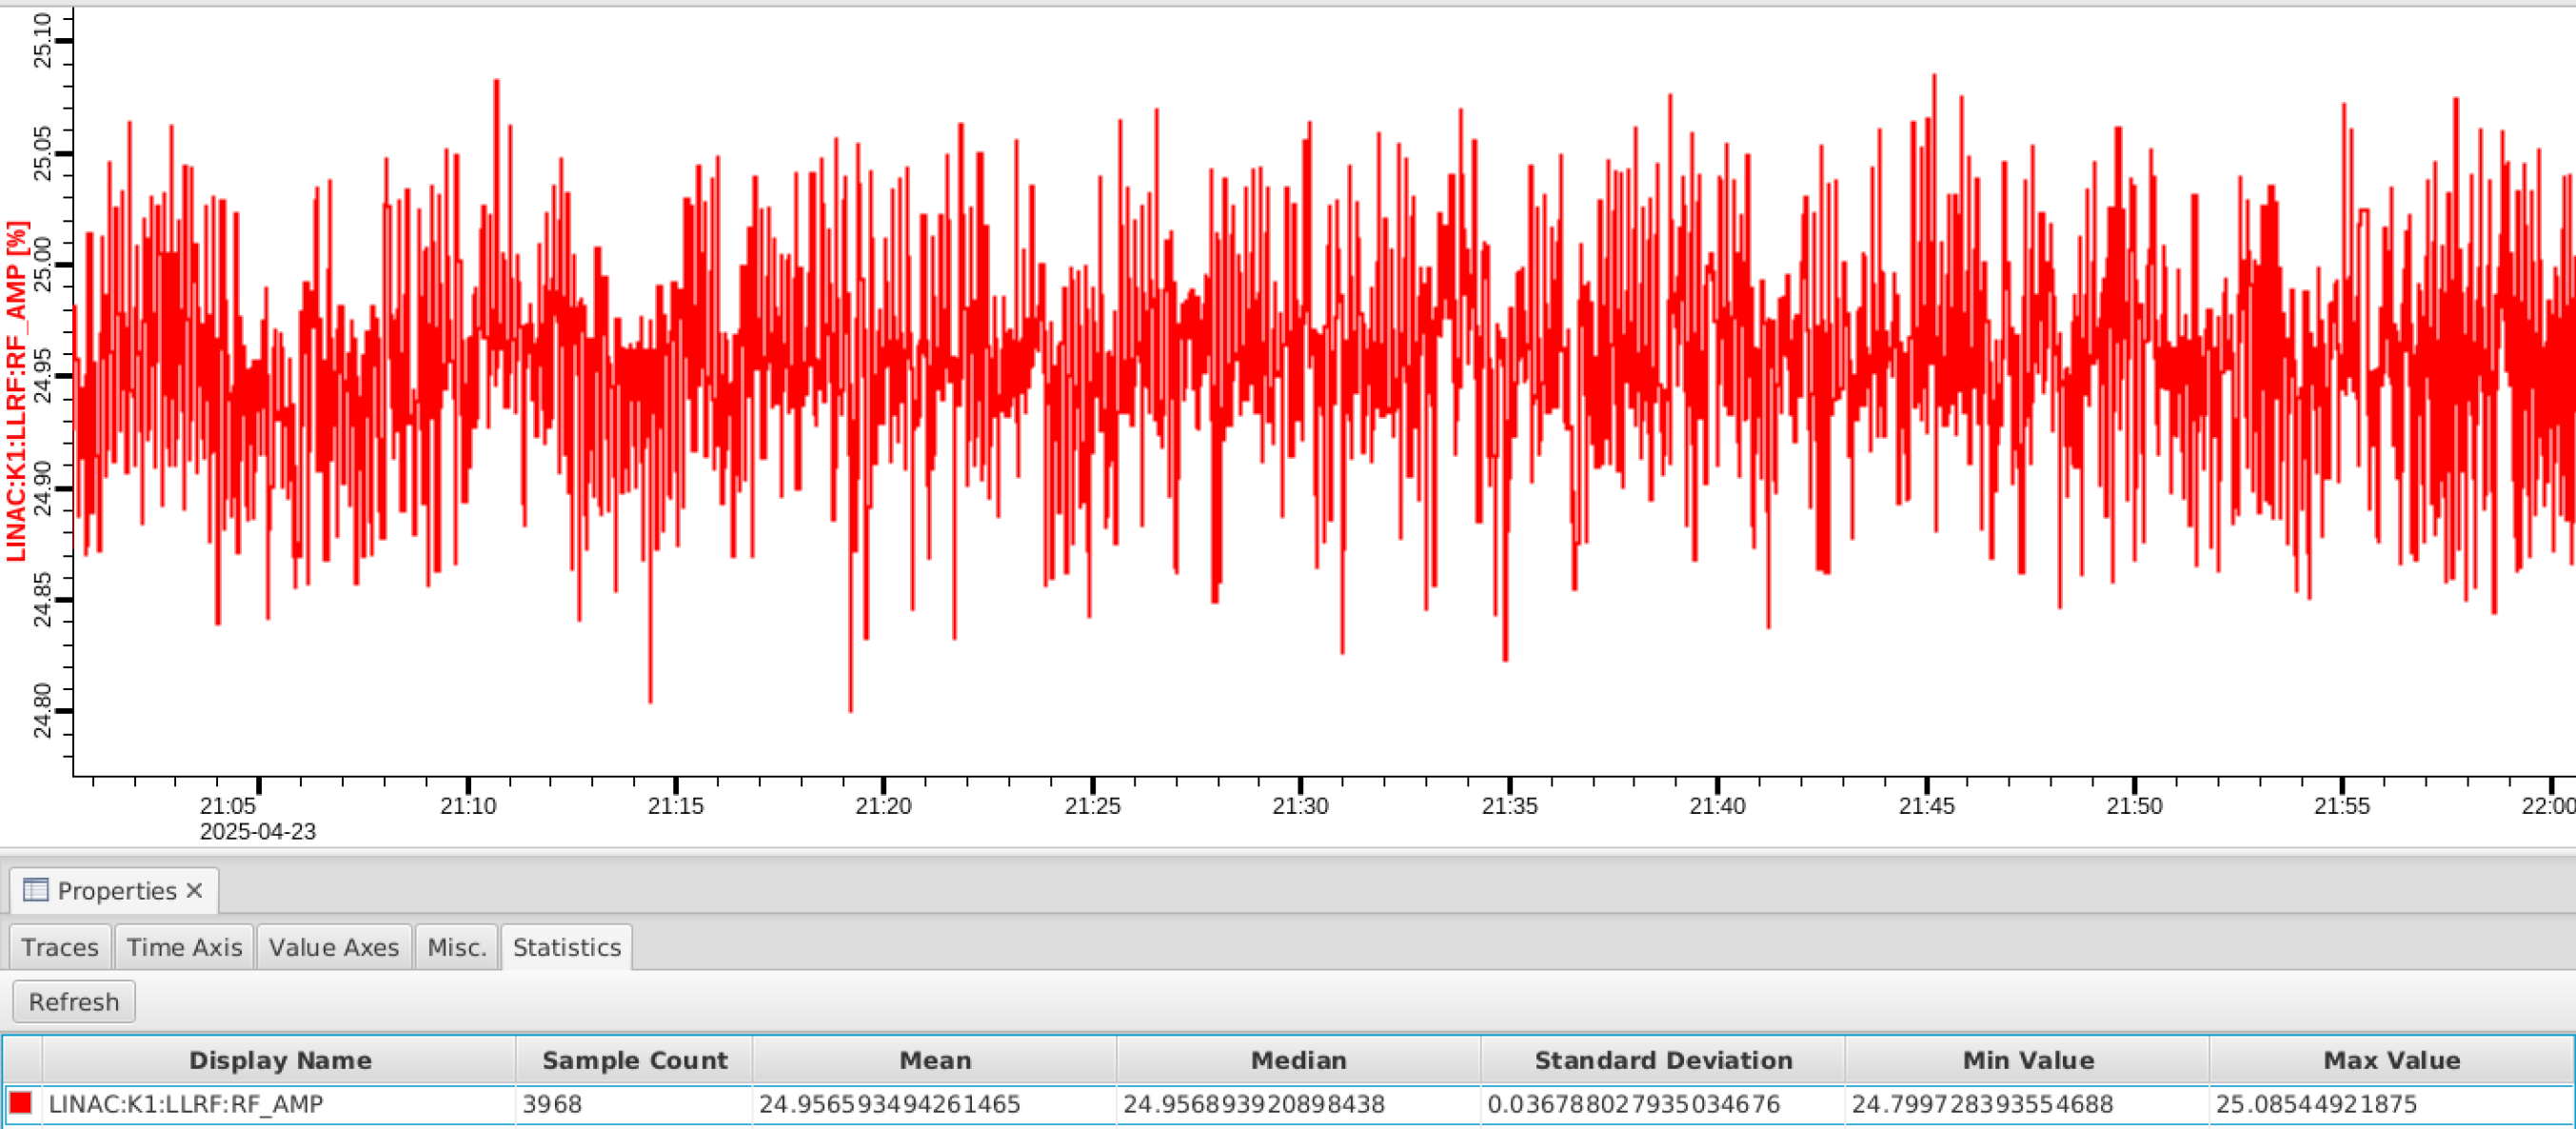 25.10
25.05
25.00
24.95
24.90
24.85
24.80
LINAC:K1:LLRF:RF_AMP [%]
21:05 21:10 21:15 21:20 21:25 21:30 21:35 21:40 21:45 21:50 21:55 22:00
2025-04-23
Properties
Traces Time Axis Value Axes Misc. Statistics
Refresh
Display Name Sample Count Mean Median Standard Deviation Min Value Max Value
LINAC:K1:LLRF:RF_AMP 3968 24.956593494261465 24.956893920898438 0.036788027935034676 24.799728393554688 25.08544921875